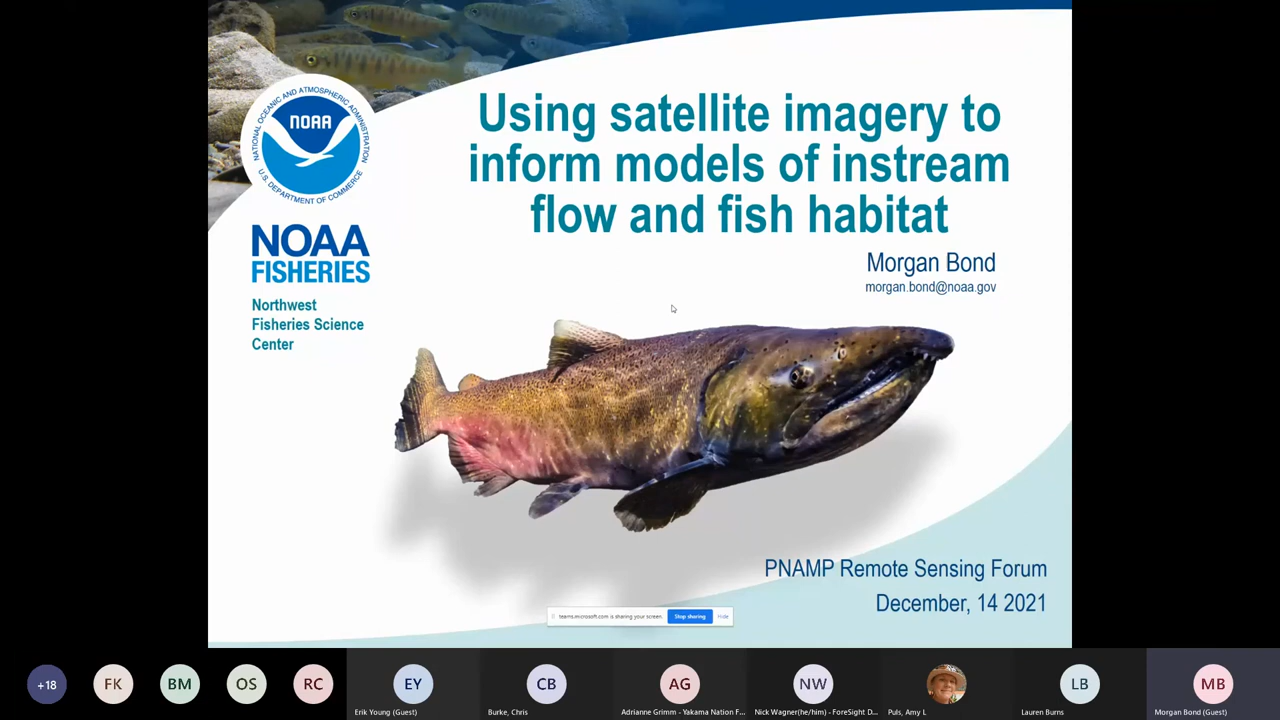 NATIONAL OCEANIC AND ATMOSPHERIC ADMINISTRATION
NOAA
U.S. DEPARTMENT OF COMMERCE
NOAA
FISHERIES
Northwest
Fisheries Science
Center
Using satellite imagery to
inform models of instream
flow and fish habitat
Morgan Bond
morgan.bond@noaa.gov
PNAMP Remote Sensing Forum
December, 14 2021
teams.microsoft.com is sharing your screen.
Stop sharing
Hide
+18
FK
BM
OS
RC
EY
CB
AG
NW
LB
MB
Erik Young (Guest)
Burke, Chris
Adrianne Grimm - Yakama Nation F...
Nick Wagner(he/him) - ForeSight D...
Puls, Amy L
Lauren Burns
Morgan Bond (Guest)